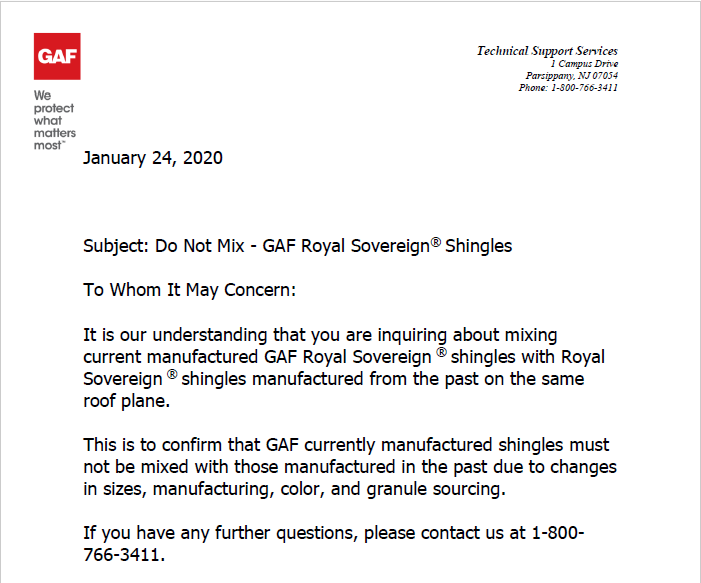 GAF
We
protect
what
matters
most™
Technical Support Services
1 Campus Drive
Parsippany, NJ 07054
Phone: 1-800-766-3411
January 24, 2020
Subject: Do Not Mix - GAF Royal Sovereign® Shingles
To Whom It May Concern:
It is our understanding that you are inquiring about mixing
current manufactured GAF Royal Sovereign ® shingles with Royal
Sovereign ® shingles manufactured from the past on the same
roof plane.
This is to confirm that GAF currently manufactured shingles must
not be mixed with those manufactured in the past due to changes
in sizes, manufacturing, color, and granule sourcing.
If you have any further questions, please contact us at 1-800-
766-3411.